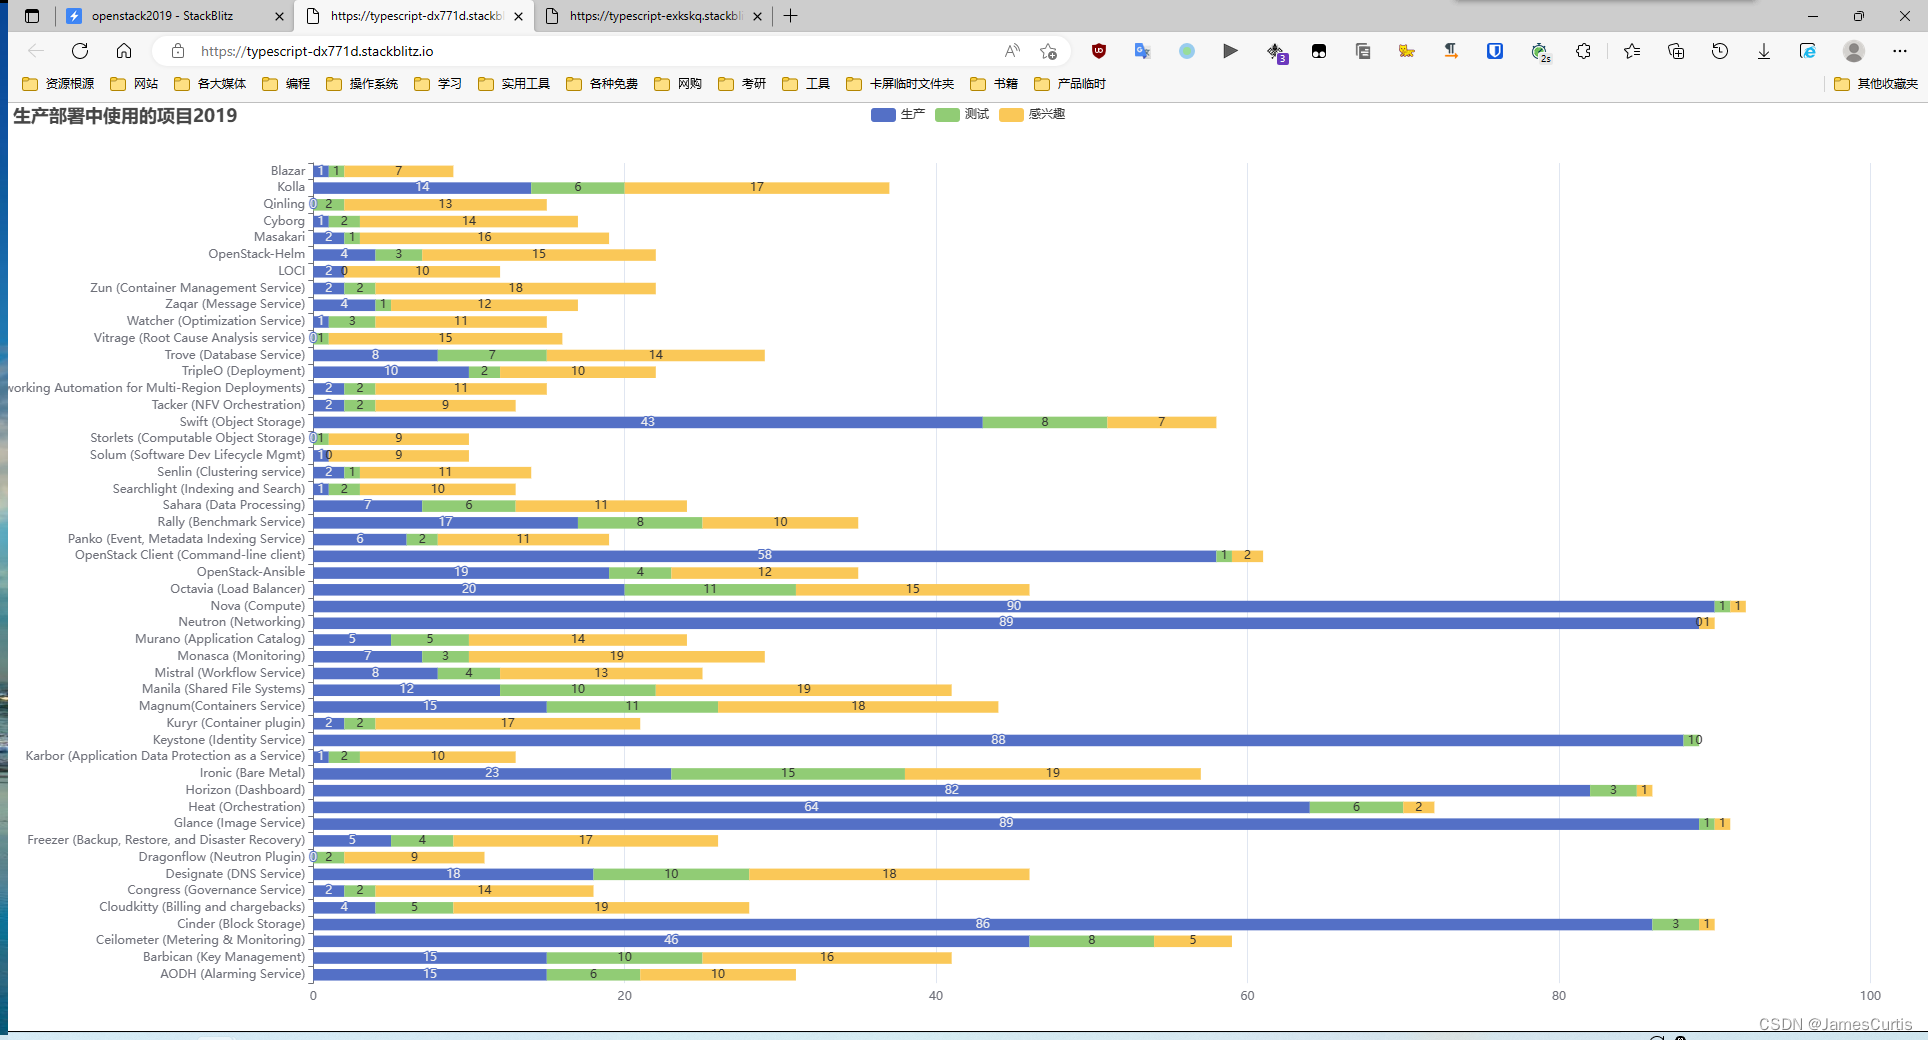 openstack2019 - StackBlitz
https://typescript-dx771d.stackb
https://typescript-exkskq.stackbl
https://typescript-dx771d.stackblitz.io
3
2s
资源根源 网站 各大媒体 编程 操作系统 学习 实用工具 各种免费 网购 考研 工具 卡屏临时文件夹 书籍 产品临时 其他收藏夹
生产部署中使用的项目2019
生产 测试 感兴趣
Blazar 1 1 7
Kolla 14 6 17
Qinling 0 2 13
Cyborg 1 2 14
Masakari 2 1 16
OpenStack-Helm 4 3 15
LOCI 2 0 10
Zun (Container Management Service) 2 2 18
Zaqar (Message Service) 4 1 12
Watcher (Optimization Service) 1 3 11
Vitrage (Root Cause Analysis service) 0 1 15
Trove (Database Service) 8 7 14
TripleO (Deployment) 10 2 10
working Automation for Multi-Region Deployments) 2 2 11
Tacker (NFV Orchestration) 2 2 9
Swift (Object Storage) 43 8 7
Storlets (Computable Object Storage) 0 1 9
Solum (Software Dev Lifecycle Mgmt) 1 0 9
Senlin (Clustering service) 2 1 11
Searchlight (Indexing and Search) 1 2 10
Sahara (Data Processing) 7 6 11
Rally (Benchmark Service) 17 8 10
Panko (Event, Metadata Indexing Service) 6 2 11
OpenStack Client (Command-line client) 58 1 2
OpenStack-Ansible 19 4 12
Octavia (Load Balancer) 20 11 15
Nova (Compute) 90 1 1
Neutron (Networking) 89 0 1
Murano (Application Catalog) 5 5 14
Monasca (Monitoring) 7 3 19
Mistral (Workflow Service) 8 4 13
Manila (Shared File Systems) 12 10 19
Magnum(Containers Service) 15 11 18
Kuryr (Container plugin) 2 2 17
Keystone (Identity Service) 88 1 0
Karbor (Application Data Protection as a Service) 1 2 10
Ironic (Bare Metal) 23 15 19
Horizon (Dashboard) 82 3 1
Heat (Orchestration) 64 6 2
Glance (Image Service) 89 1 1
Freezer (Backup, Restore, and Disaster Recovery) 5 4 17
Dragonflow (Neutron Plugin) 0 2 9
Designate (DNS Service) 18 10 18
Congress (Governance Service) 2 2 14
Cloudkitty (Billing and chargebacks) 4 5 19
Cinder (Block Storage) 86 3 1
Ceilometer (Metering & Monitoring) 46 8 5
Barbican (Key Management) 15 10 16
AODH (Alarming Service) 15 6 10
0 20 40 60 80 100
CSDN @JamesCurtis